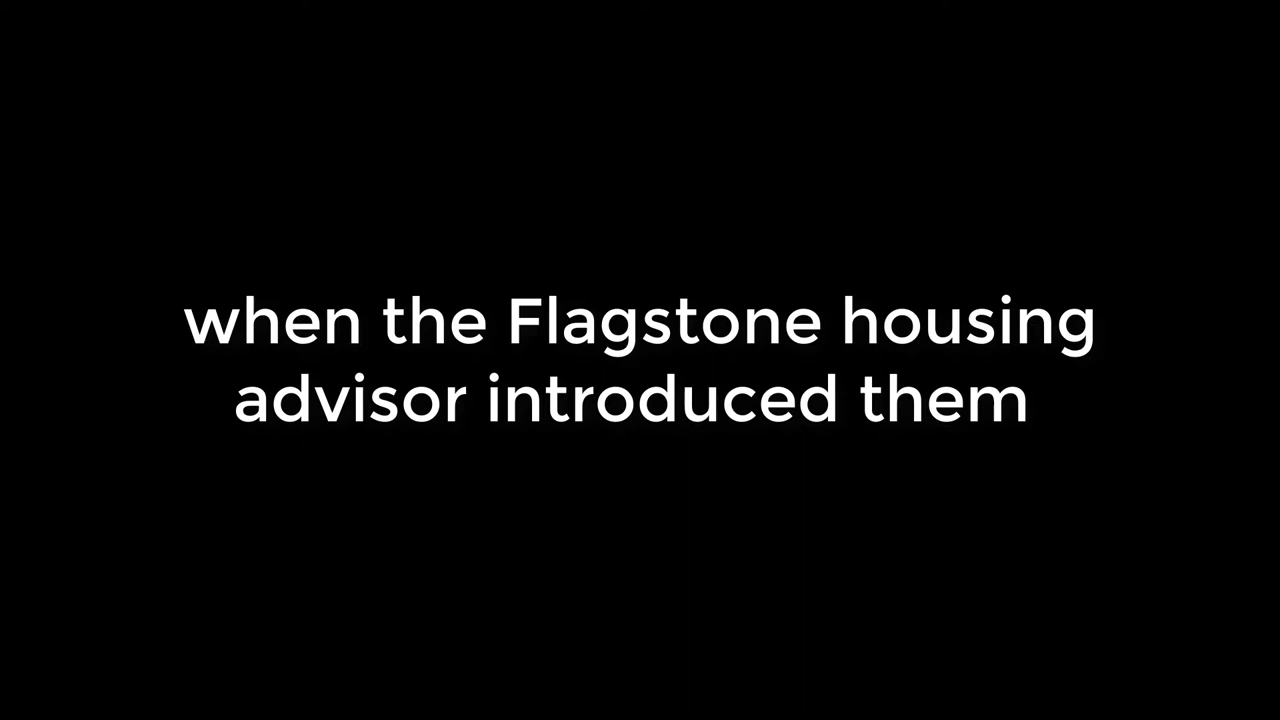 when the Flagstone housing
advisor introduced them